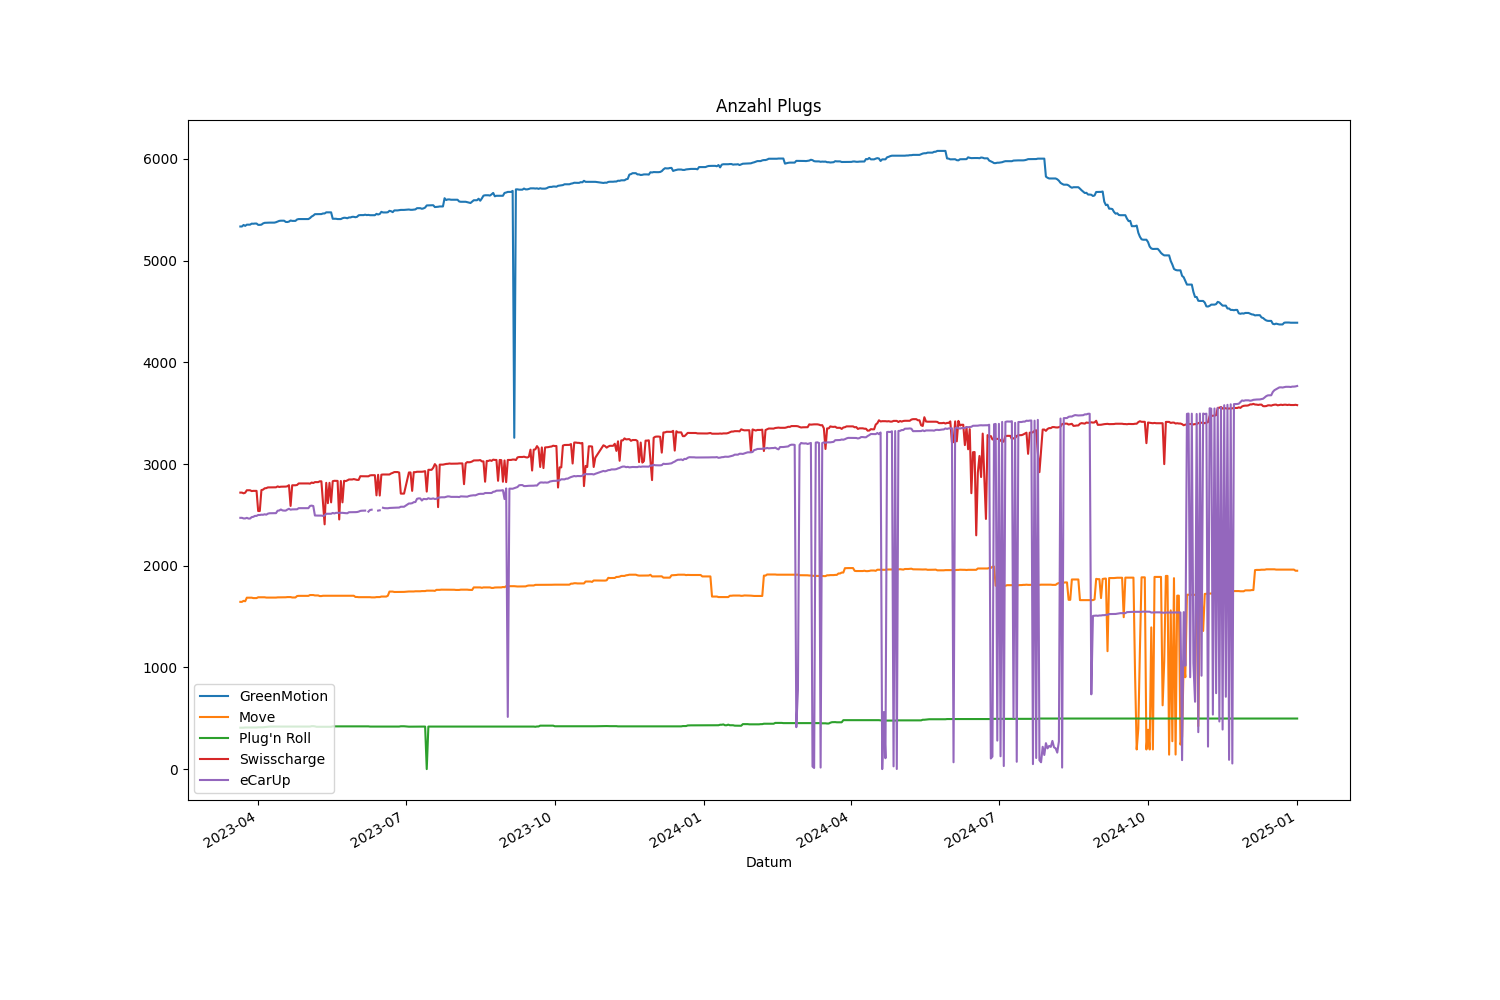 Anzahl Plugs
6000
5000
4000
3000
2000
1000
0
GreenMotion
Move
Plug'n Roll
Swisscharge
eCarUp
2023-04
2023-07
2023-10
2024-01
2024-04
2024-07
2024-10
2025-01
Datum